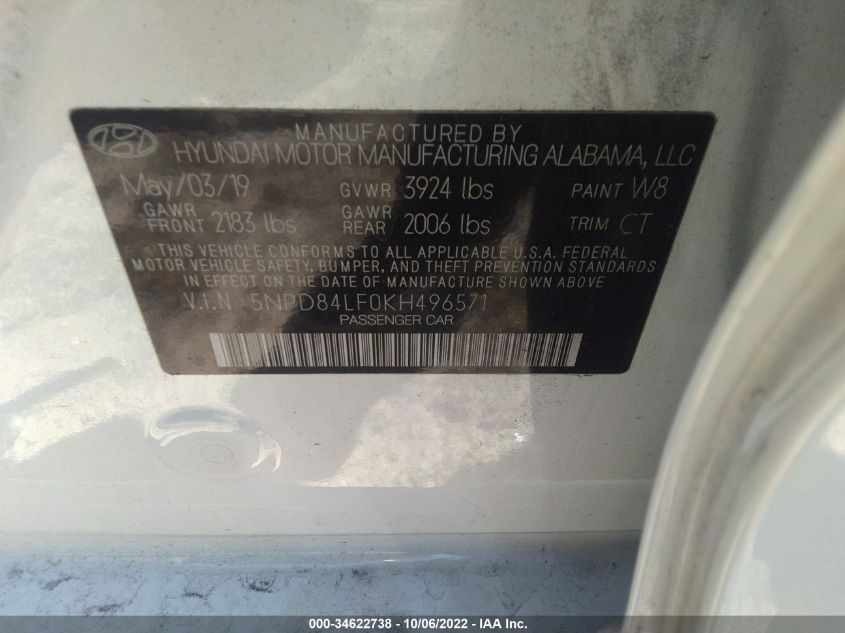 MANUFACTURED BY
HYUNDAI MOTOR MANUFACTURING ALABAMA, LLC
May/03/19 GVWR 3924 lbs PAINT W8
GAWR FRONT 2183 lbs GAWR REAR 2006 lbs TRIM CT
THIS VEHICLE CONFORMS TO ALL APPLICABLE U.S.A. FEDERAL
MOTOR VEHICLE SAFETY, BUMPER, AND THEFT PREVENTION STANDARDS
IN EFFECT ON THE DATE OF MANUFACTURE SHOWN ABOVE.
V.I.N 5NPD84LF0KH496571
PASSENGER CAR
000-34622738 - 10/06/2022 - IAA Inc.